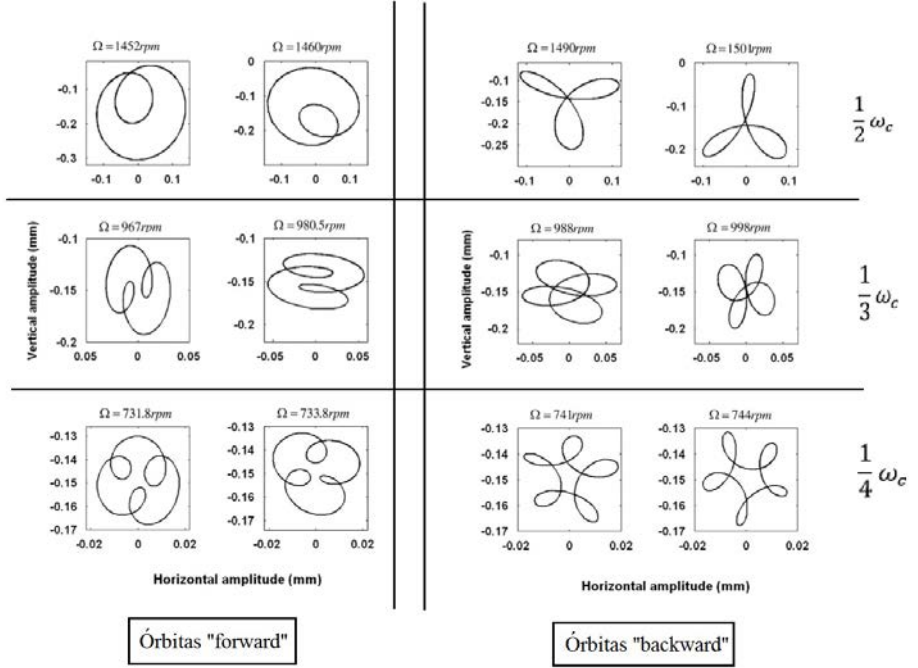 Ω = 1452rpm
Ω = 1460rpm
Ω = 1490rpm
Ω = 1501rpm
-0.1
-0.2
-0.3
-0.1 0 0.1
0
-0.1
-0.2
-0.1 0 0.1
-0.1
-0.15
-0.2
-0.25
-0.1 0 0.1
0
-0.1
-0.2
-0.1 0 0.1
1/2 ω_c
Vertical amplitude (mm)
Ω = 967rpm
Ω = 980.5rpm
Vertical amplitude (mm)
Ω = 988rpm
Ω = 998rpm
-0.1
-0.15
-0.2
0.05 0 0.05
-0.1
-0.15
-0.2
-0.05 0 0.05
-0.1
-0.15
-0.2
-0.05 0 0.05
-0.1
-0.15
-0.2
-0.05 0 0.05
1/3 ω_c
Ω = 731.8rpm
Ω = 733.8rpm
Ω = 741rpm
Ω = 744rpm
-0.13
-0.14
-0.15
-0.16
-0.17
-0.02 0 0.02
-0.13
-0.14
-0.15
-0.16
-0.17
-0.02 0 0.02
-0.13
-0.14
-0.15
-0.16
-0.17
-0.02 0 0.02
-0.13
-0.14
-0.15
-0.16
-0.17
-0.02 0 0.02
1/4 ω_c
Horizontal amplitude (mm)
Horizontal amplitude (mm)
Órbitas "forward"
Órbitas "backward"